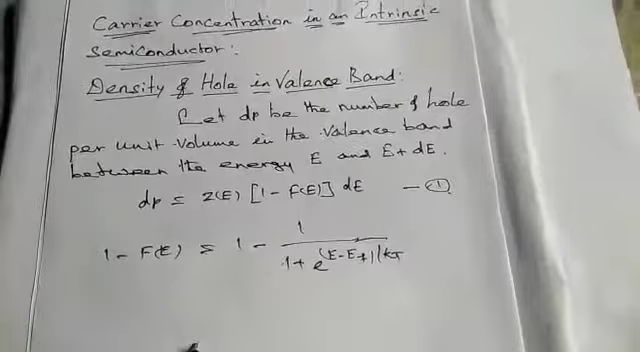 Carrier Concentration in an Intrinsic
Semiconductor:
Density of Hole in Valance Band:
Let dp be the number of hole
per unit volume in the valance band
between the energy E and E+dE.
dp = Z(E) [1 - F(E)] dE — ①
1 - F(E) = 1 - 1 / (1 + e^(E-Ef)/kT)